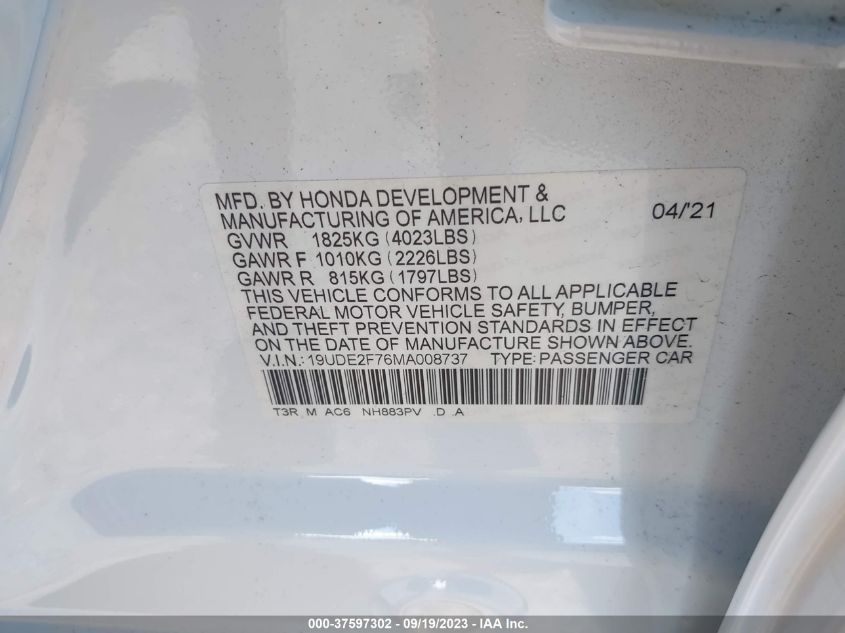 MFD. BY HONDA DEVELOPMENT &
MANUFACTURING OF AMERICA, LLC 04/'21
GVWR 1825KG (4023LBS)
GAWR F 1010KG (2226LBS)
GAWR R 815KG (1797LBS)
THIS VEHICLE CONFORMS TO ALL APPLICABLE
FEDERAL MOTOR VEHICLE SAFETY, BUMPER,
AND THEFT PREVENTION STANDARDS IN EFFECT
ON THE DATE OF MANUFACTURE SHOWN ABOVE.
V.I.N.: 19UDE2F76MA008737 TYPE: PASSENGER CAR
T3R M AC6 NH883PV .D .A
000-37597302 - 09/19/2023 - IAA Inc.